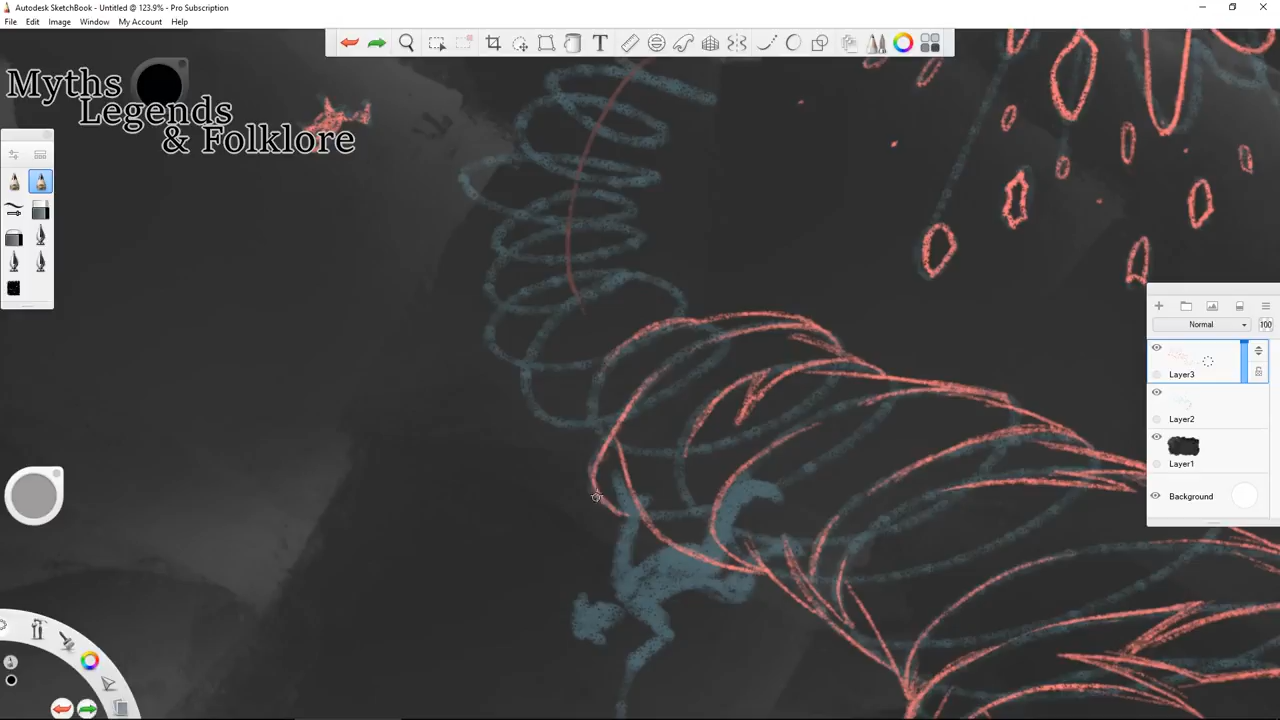 Autodesk SketchBook - Untitled @ 123.9% - Pro Subscription
File Edit Image Window My Account Help
Myths
Legends
& Folklore
Normal 100
Layer3
Layer2
Layer1
Background